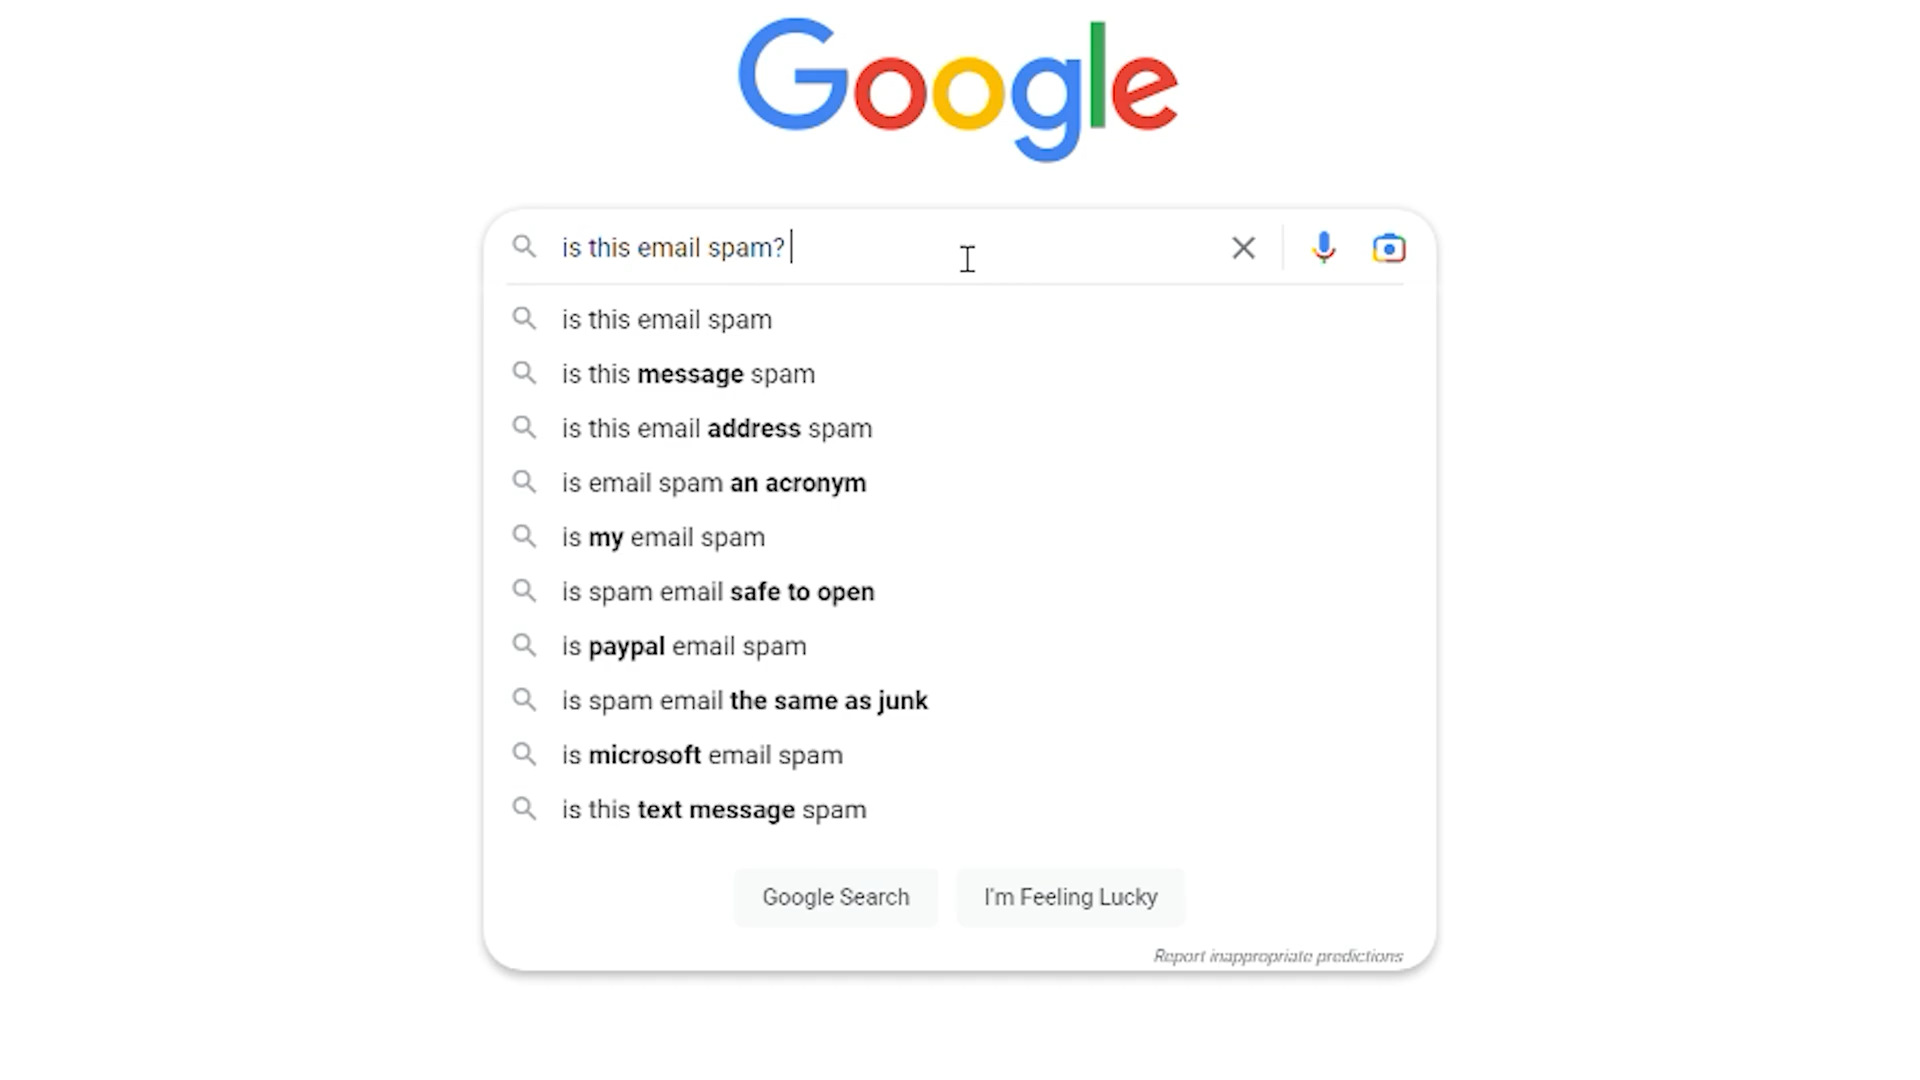 Google
is this email spam?
is this email spam
is this message spam
is this email address spam
is email spam an acronym
is my email spam
is spam email safe to open
is paypal email spam
is spam email the same as junk
is microsoft email spam
is this text message spam
Google Search
I'm Feeling Lucky
Report inappropriate predictions